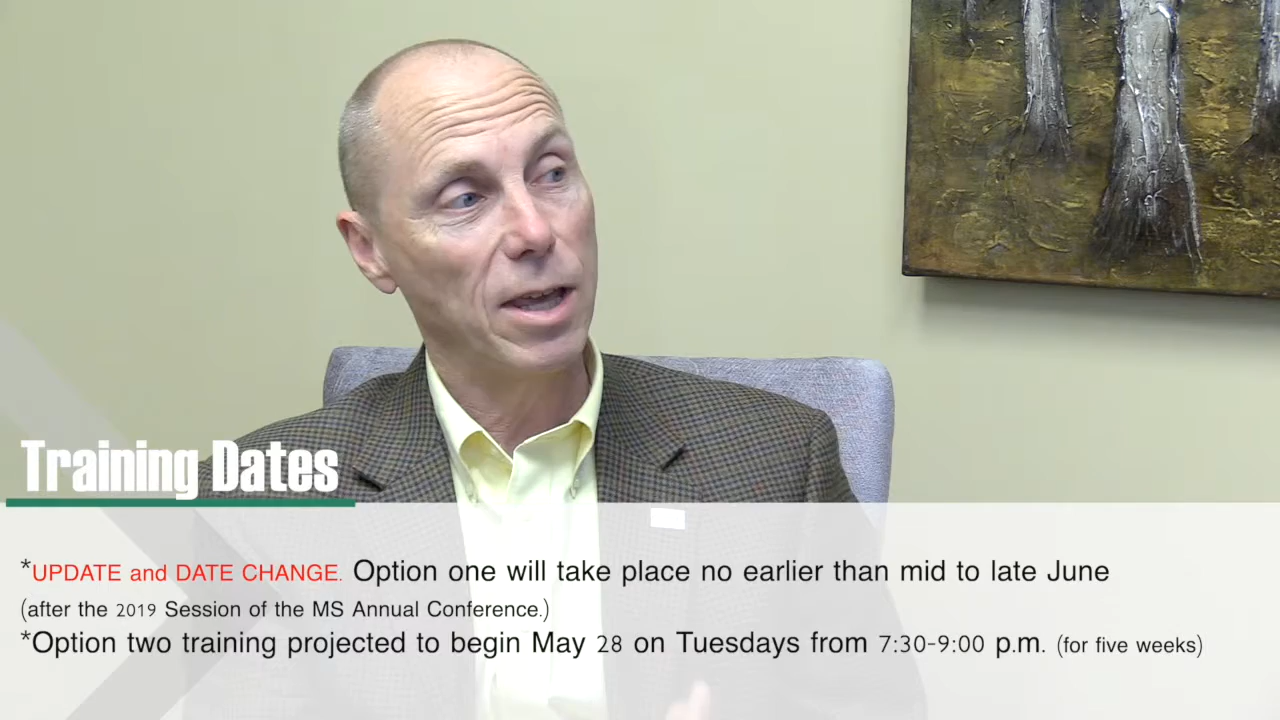 Training Dates
*UPDATE and DATE CHANGE. Option one will take place no earlier than mid to late June
(after the 2019 Session of the MS Annual Conference.)
*Option two training projected to begin May 28 on Tuesdays from 7:30-9:00 p.m. (for five weeks)